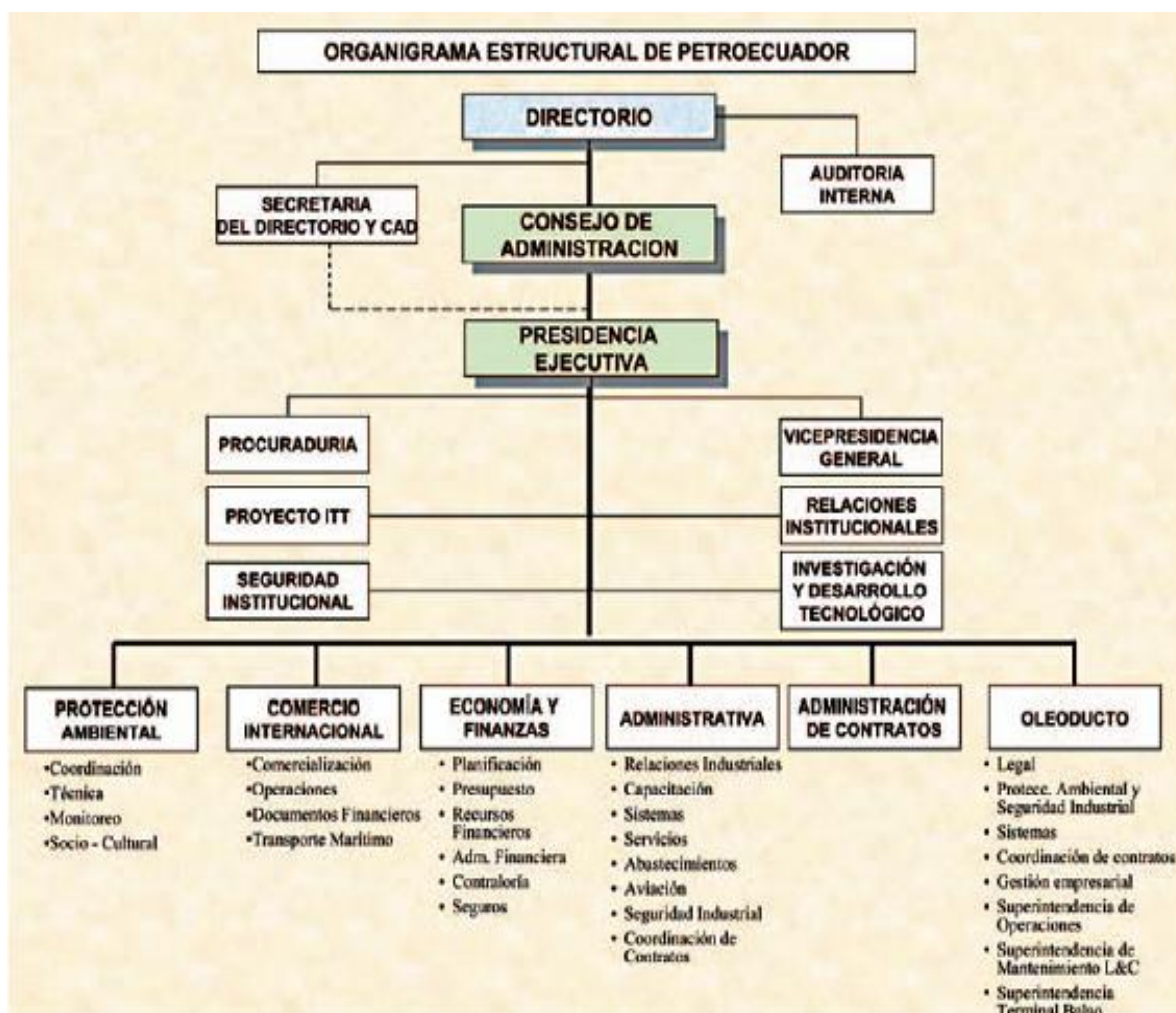 ORGANIGRAMA ESTRUCTURAL DE PETROECUADOR
DIRECTORIO
AUDITORIA
INTERNA
SECRETARIA
DEL DIRECTORIO Y CAD
CONSEJO DE
ADMINISTRACION
PRESIDENCIA
EJECUTIVA
PROCURADURIA
VICEPRESIDENCIA
GENERAL
PROYECTO ITT
RELACIONES
INSTITUCIONALES
SEGURIDAD
INSTITUCIONAL
INVESTIGACIÓN
Y DESARROLLO
TECNOLÓGICO
PROTECCIÓN
AMBIENTAL
•Coordinación
•Técnica
•Monitoreo
•Socio - Cultural
COMERCIO
INTERNACIONAL
•Comercialización
•Operaciones
•Documentos Financieros
•Transporte Marítimo
ECONOMÍA Y
FINANZAS
• Planificación
• Presupuesto
• Recursos
Financieros
• Adm. Financiera
• Contraloría
• Seguros
ADMINISTRATIVA
• Relaciones Industriales
• Capacitación
• Sistemas
• Servicios
• Abastecimientos
• Aviación
• Seguridad Industrial
• Coordinación de
Contratos
ADMINISTRACIÓN
DE CONTRATOS
OLEODUCTO
• Legal
• Protecc. Ambiental y
Seguridad Industrial
• Sistemas
• Coordinación de contratos
• Gestión empresarial
• Superintendencia de
Operaciones
• Superintendencia de
Mantenimiento L&C
• Superintendencia
Terminal Balao